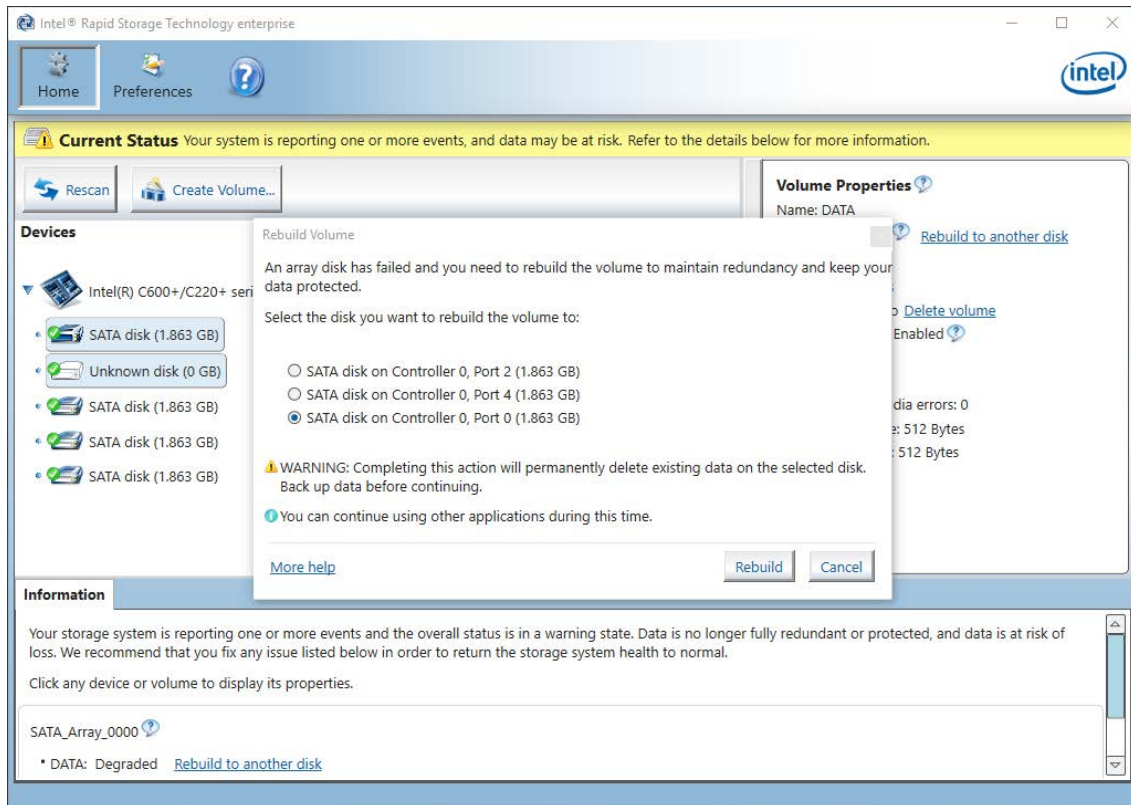 Intel® Rapid Storage Technology enterprise
Home
Preferences
intel
Current Status Your system is reporting one or more events, and data may be at risk. Refer to the details below for more information.
Rescan
Create Volume...
Devices
Intel(R) C600+/C220+ seri
SATA disk (1.863 GB)
Unknown disk (0 GB)
SATA disk (1.863 GB)
SATA disk (1.863 GB)
SATA disk (1.863 GB)
Rebuild Volume
An array disk has failed and you need to rebuild the volume to maintain redundancy and keep your
data protected.
Select the disk you want to rebuild the volume to:
SATA disk on Controller 0, Port 2 (1.863 GB)
SATA disk on Controller 0, Port 4 (1.863 GB)
SATA disk on Controller 0, Port 0 (1.863 GB)
WARNING: Completing this action will permanently delete existing data on the selected disk.
Back up data before continuing.
You can continue using other applications during this time.
More help
Rebuild
Cancel
Volume Properties
Name: DATA
Rebuild to another disk
Delete volume
Enabled
dia errors: 0
: 512 Bytes
: 512 Bytes
Information
Your storage system is reporting one or more events and the overall status is in a warning state. Data is no longer fully redundant or protected, and data is at risk of
loss. We recommend that you fix any issue listed below in order to return the storage system health to normal.
Click any device or volume to display its properties.
SATA_Array_0000
• DATA: Degraded Rebuild to another disk